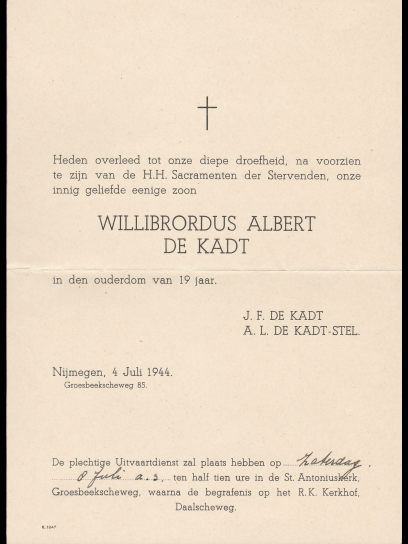 Heden overleed tot onze diepe droefheid, na voorzien
te zijn van de H.H. Sacramenten der Stervenden, onze
innig geliefde eenige zoon
WILLIBRORDUS ALBERT
DE KADT
in den ouderdom van 19 jaar.
J. F. DE KADT
A. L. DE KADT-STEL.
Nijmegen, 4 Juli 1944.
Groesbeekscheweg 85.
De plechtige Uitvaartdienst zal plaats hebben op Zaterdag.
8 Juli a.s. ten half tien ure in de St. Antoniuskerk,
Groesbeekscheweg, waarna de begrafenis op het R.K. Kerkhof,
Daalscheweg.
K 1947